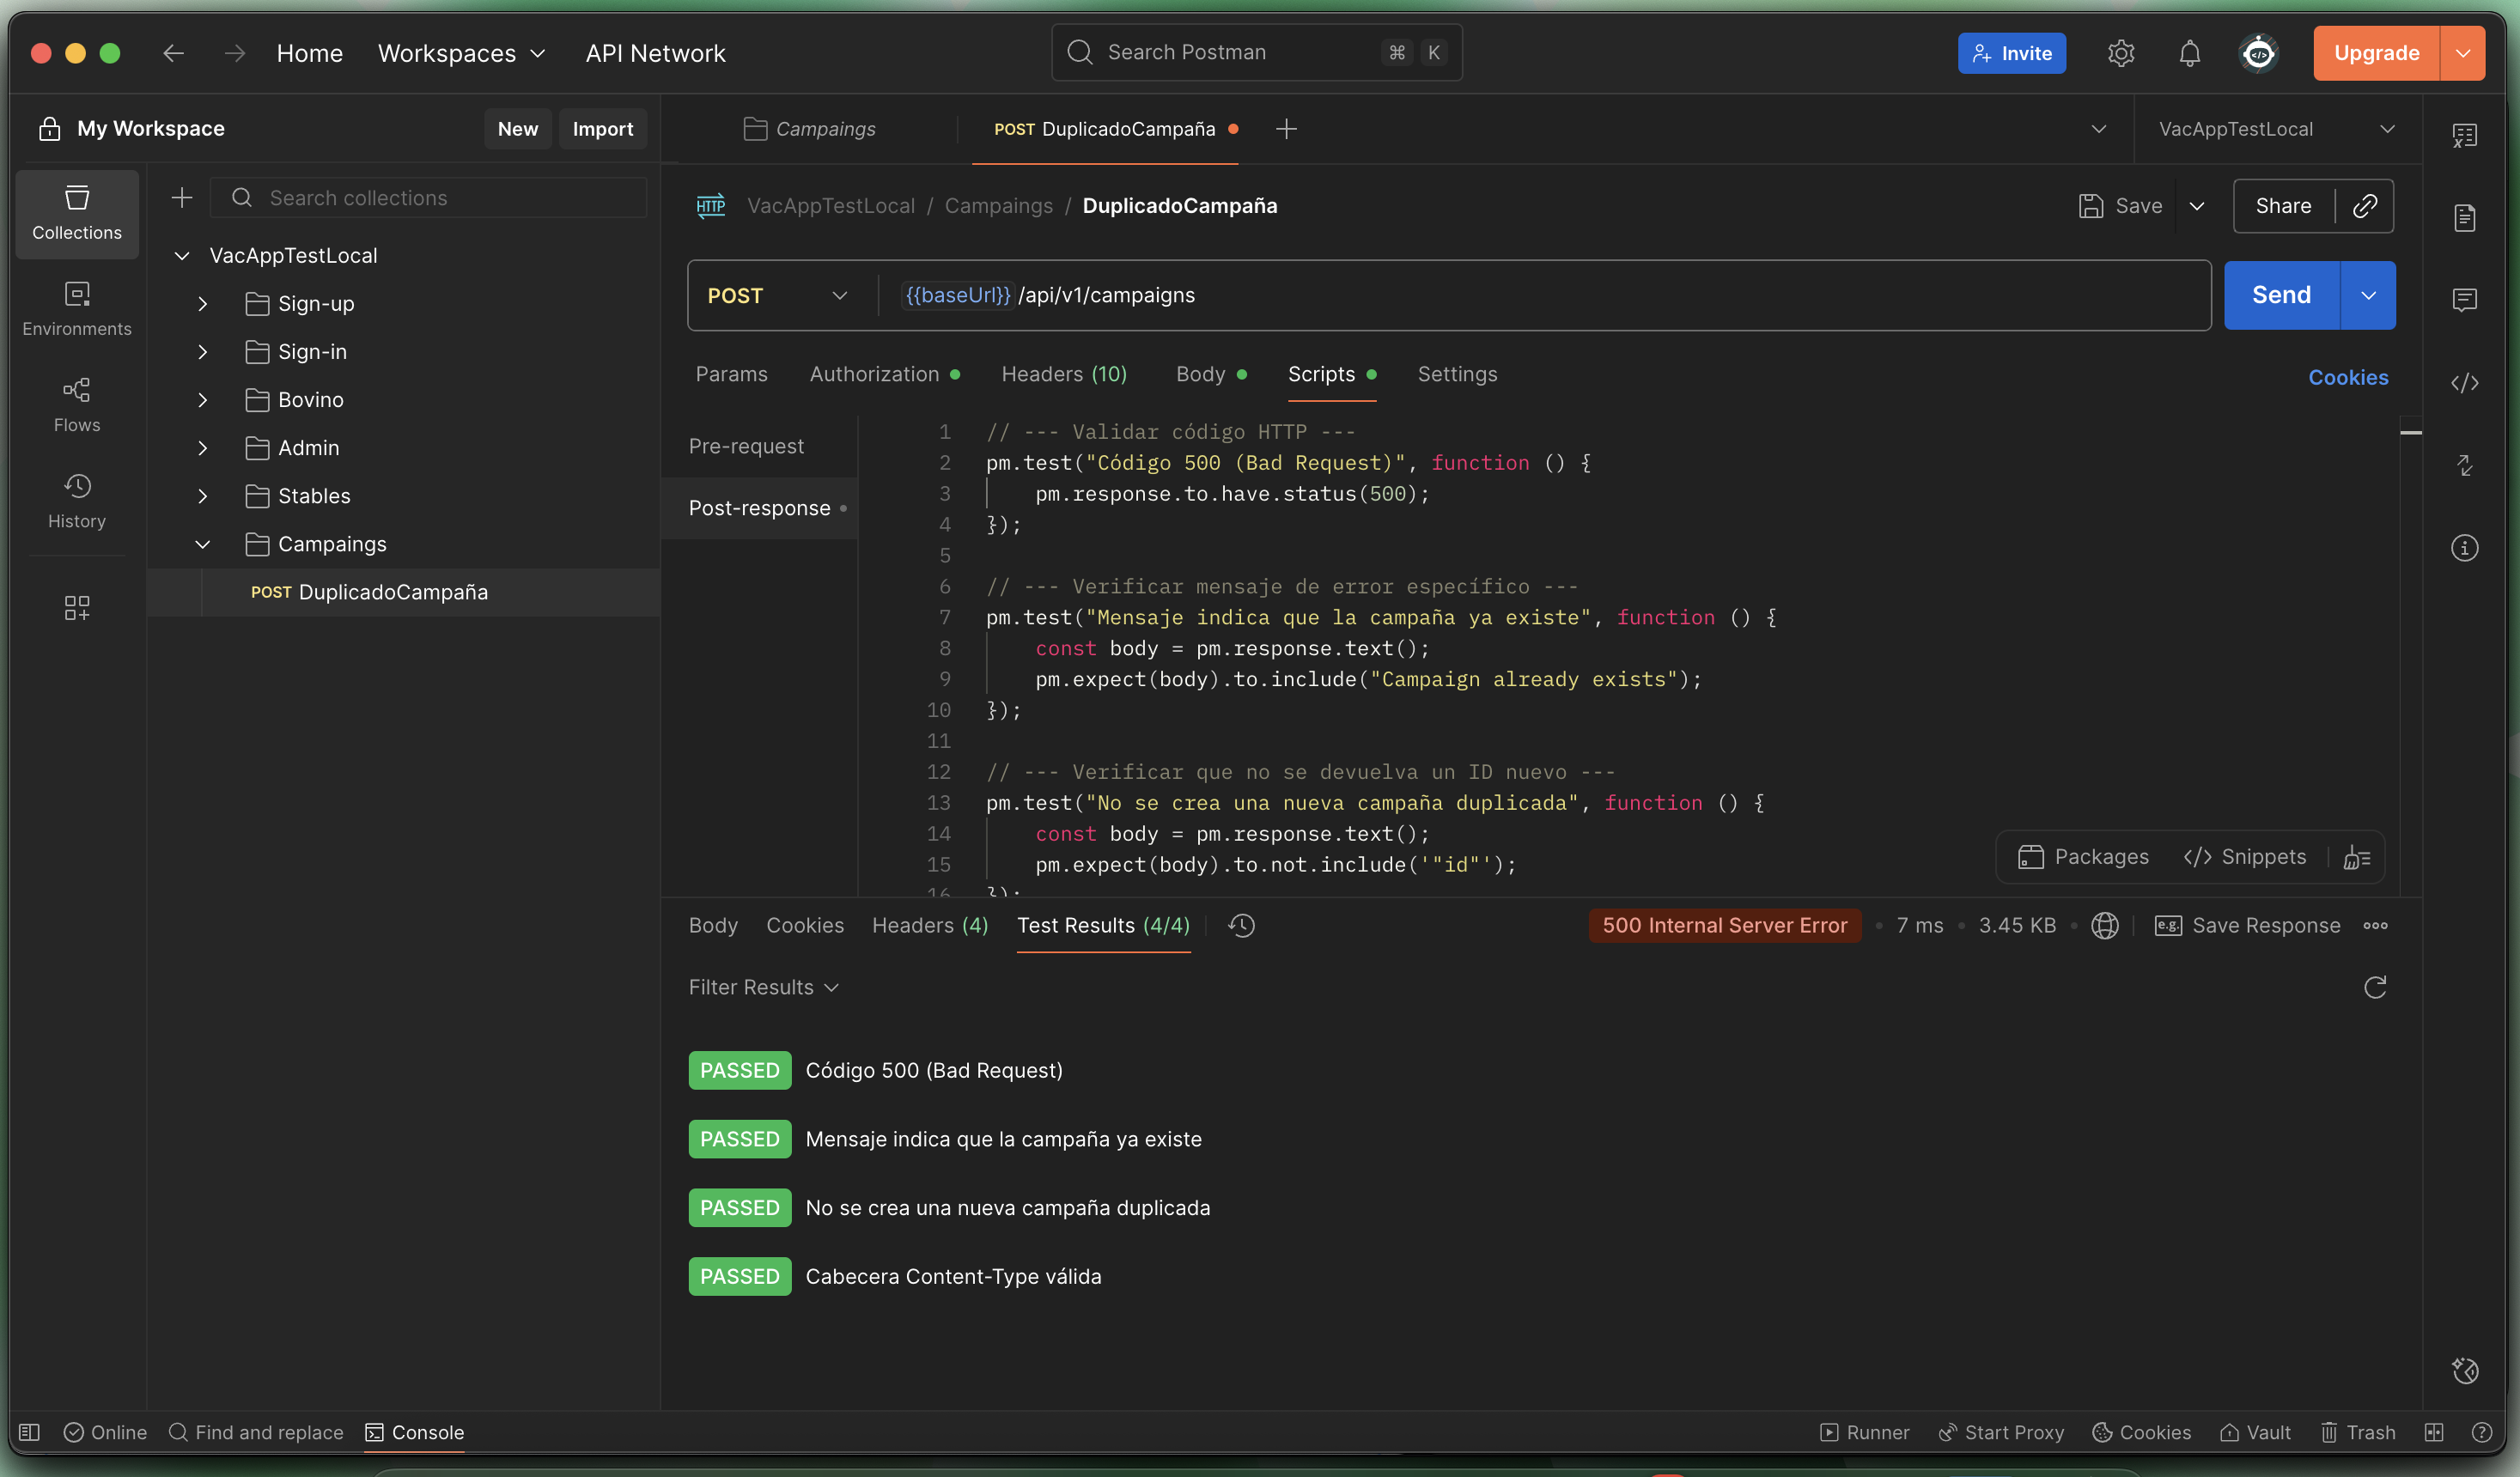 Home Workspaces API Network Search Postman ⌘ K Invite Upgrade
My Workspace New Import Campaings POST DuplicadoCampaña VacAppTestLocal
Collections
Environments
Flows
History
Search collections
VacAppTestLocal
Sign-up
Sign-in
Bovino
Admin
Stables
Campaings
POST DuplicadoCampaña
HTTP VacAppTestLocal / Campaings / DuplicadoCampaña Save Share
POST {{baseUrl}} /api/v1/campaigns Send
Params Authorization Headers (10) Body Scripts Settings Cookies
Pre-request
Post-response
1 // --- Validar código HTTP ---
2 pm.test("Código 500 (Bad Request)", function () {
3 pm.response.to.have.status(500);
4 });
5
6 // --- Verificar mensaje de error específico ---
7 pm.test("Mensaje indica que la campaña ya existe", function () {
8 const body = pm.response.text();
9 pm.expect(body).to.include("Campaign already exists");
10 });
11
12 // --- Verificar que no se devuelva un ID nuevo ---
13 pm.test("No se crea una nueva campaña duplicada", function () {
14 const body = pm.response.text();
15 pm.expect(body).to.not.include('"id"');
16 });
Packages Snippets
Body Cookies Headers (4) Test Results (4/4) 500 Internal Server Error • 7 ms • 3.45 KB • e.g. Save Response
Filter Results
PASSED Código 500 (Bad Request)
PASSED Mensaje indica que la campaña ya existe
PASSED No se crea una nueva campaña duplicada
PASSED Cabecera Content-Type válida
Online Find and replace Console Runner Start Proxy Cookies Vault Trash